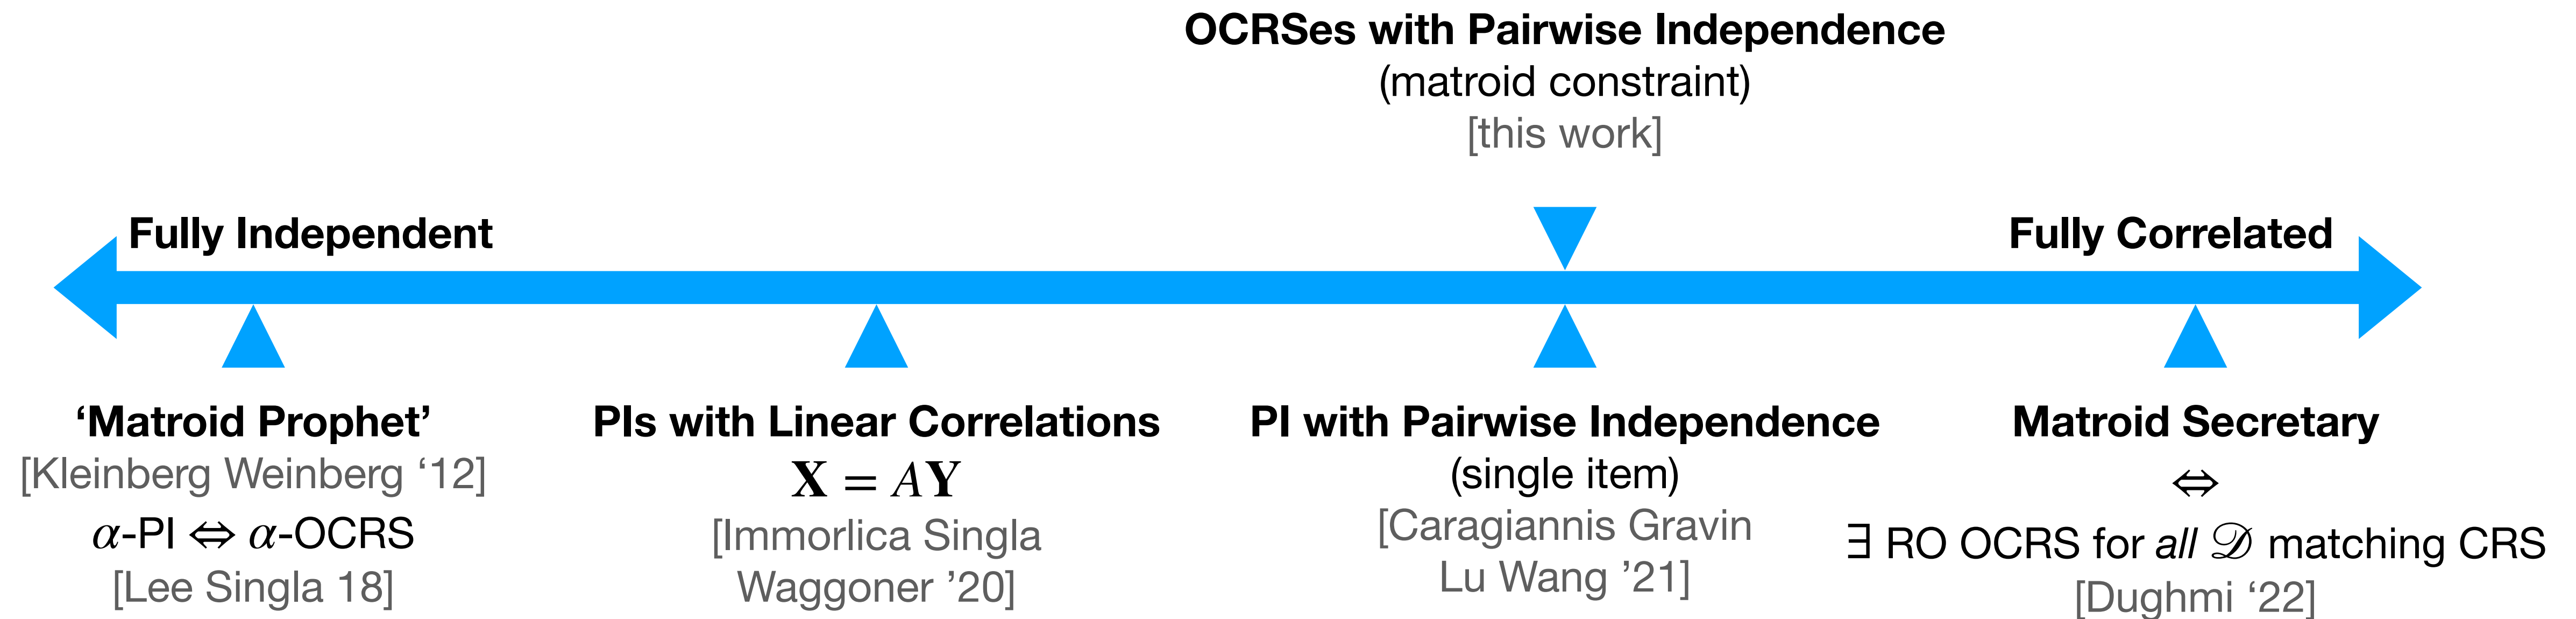 OCRSes with Pairwise Independence
(matroid constraint)
[this work]
Fully Independent
Fully Correlated
‘Matroid Prophet’
[Kleinberg Weinberg ‘12]
α-PI ⇔ α-OCRS
[Lee Singla 18]
PIs with Linear Correlations
X = AY
[Immorlica Singla
Waggoner ’20]
PI with Pairwise Independence
(single item)
[Caragiannis Gravin
Lu Wang ’21]
Matroid Secretary
⇔
∃ RO OCRS for all 𝒟 matching CRS
[Dughmi ‘22]